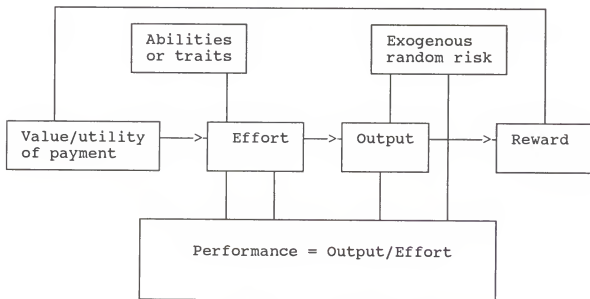 Abilities
or traits
Exogenous
random risk
Value/utility
of payment
Effort
Output
Reward
Performance = Output/Effort